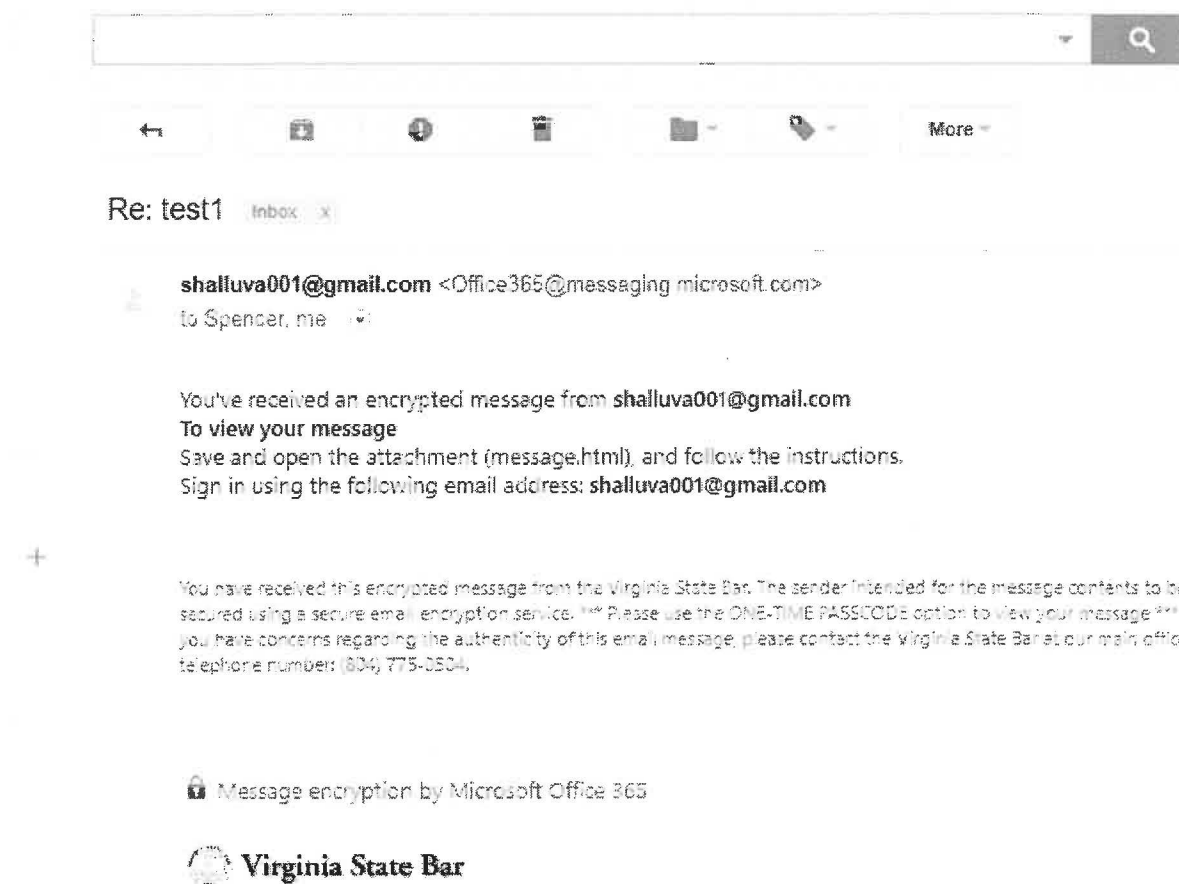 More
Re: test1 Inbox x
shalluva001@gmail.com <Office365@messaging.microsoft.com>
to Spencer, me
You've received an encrypted message from shalluva001@gmail.com
To view your message
Save and open the attachment (message.html), and follow the instructions.
Sign in using the following email address: shalluva001@gmail.com
You have received this encrypted message from the Virginia State Bar. The sender intended for the message contents to be
secured using a secure email encryption service. *** Please use the ONE-TIME PASSCODE option to view your message ***
you have concerns regarding the authenticity of this email message, please contact the Virginia State Bar at our main offic
telephone number: (804) 775-
Message encryption by Microsoft Office 365
Virginia State Bar